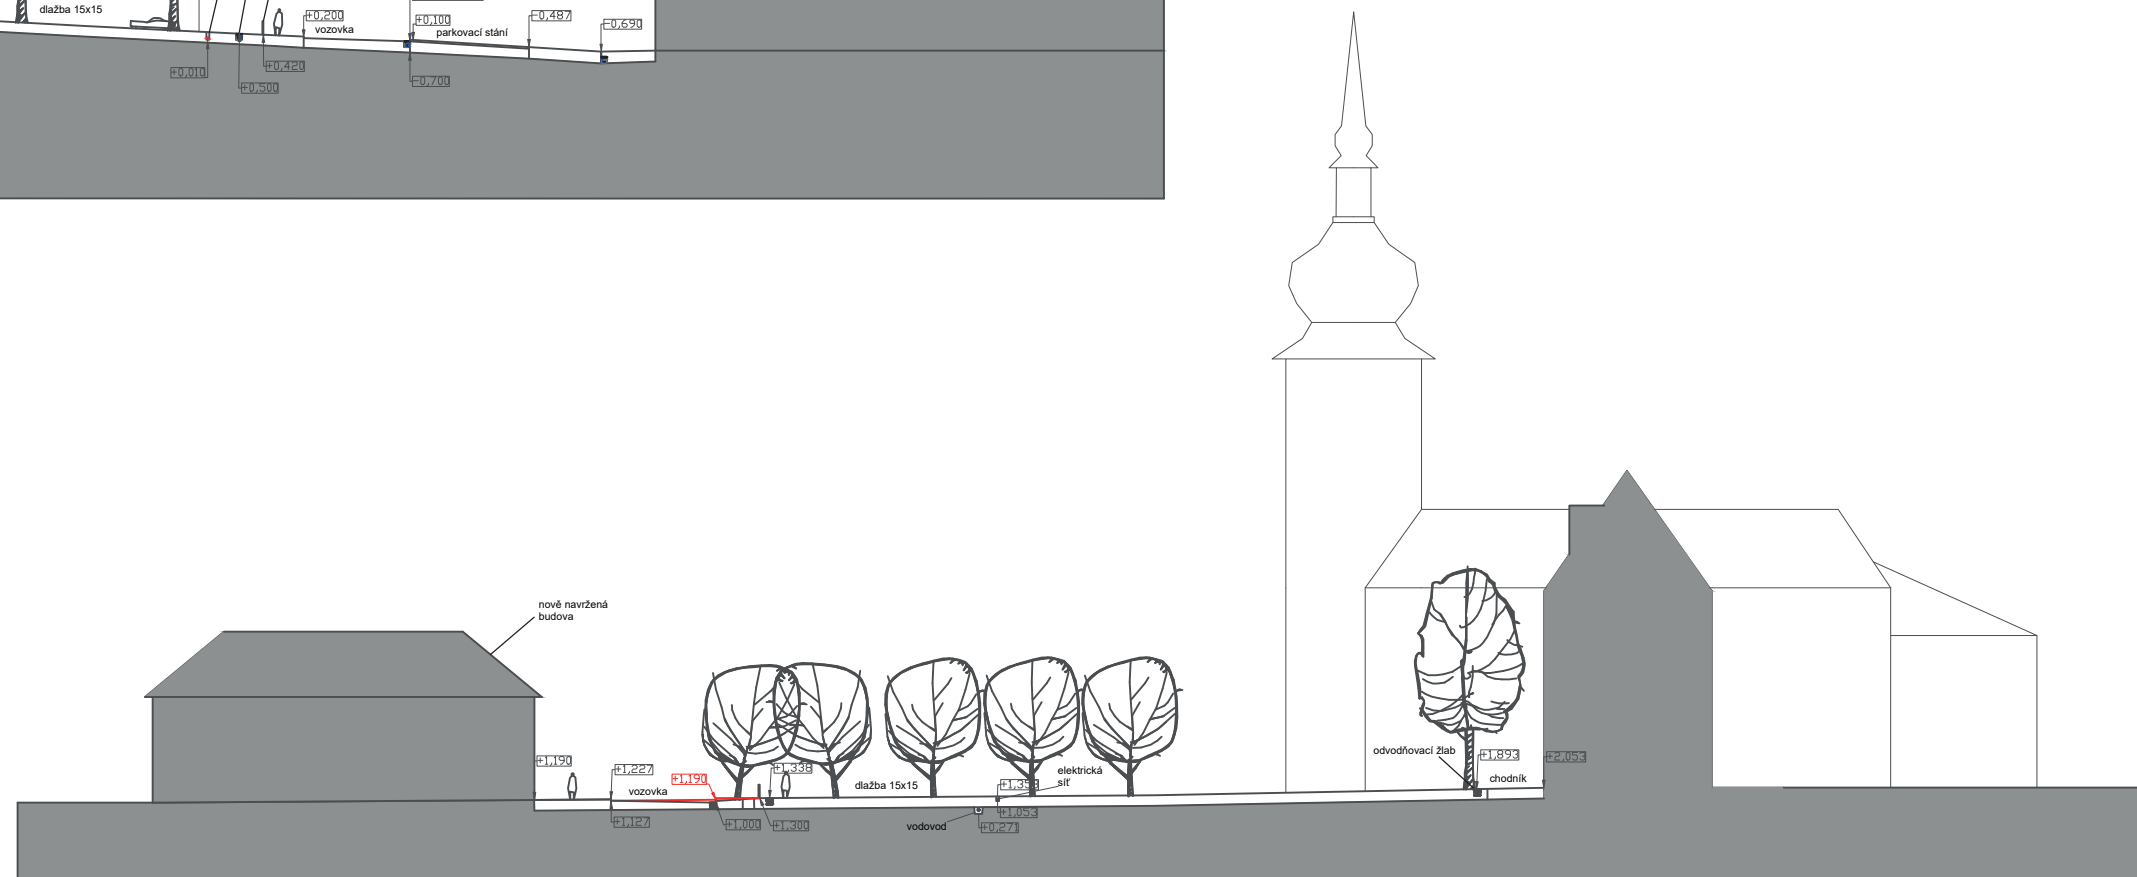 dlažba 15x15
+0,200
vozovka
+0,100
parkovací stání
-0,487
-0,690
+0,010
+0,420
+0,500
-0,700
nově navržená
budova
+1,190
+1,227
vozovka
+1,190
+1,338
dlažba 15x15
elektrická
síť
odvodňovací žlab
+1,893
+2,053
chodník
+1,127
+1,000
+1,300
vodovod
+1,053
+0,271